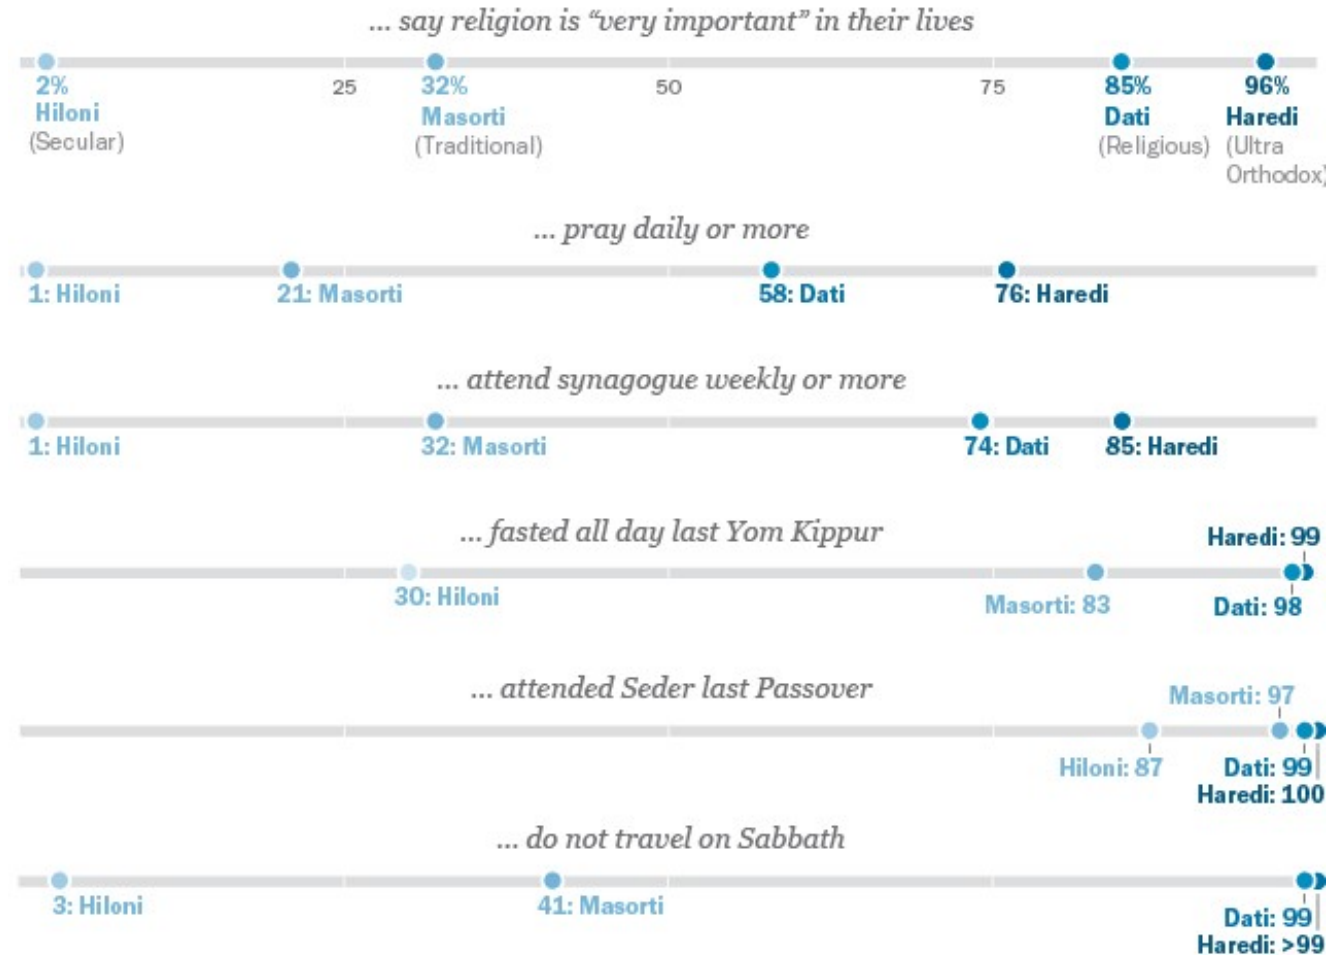 ... say religion is “very important” in their lives
2% 25 32% 50 75 85% 96%
Hiloni Masorti Dati Haredi
(Secular) (Traditional) (Religious) (Ultra
Orthodox)
... pray daily or more
1: Hiloni 21: Masorti 58: Dati 76: Haredi
... attend synagogue weekly or more
1: Hiloni 32: Masorti 74: Dati 85: Haredi
... fasted all day last Yom Kippur
Haredi: 99
30: Hiloni Masorti: 83 Dati: 98
... attended Seder last Passover
Masorti: 97
Hiloni: 87 Dati: 99
Haredi: 100
... do not travel on Sabbath
3: Hiloni 41: Masorti
Dati: 99
Haredi: >99